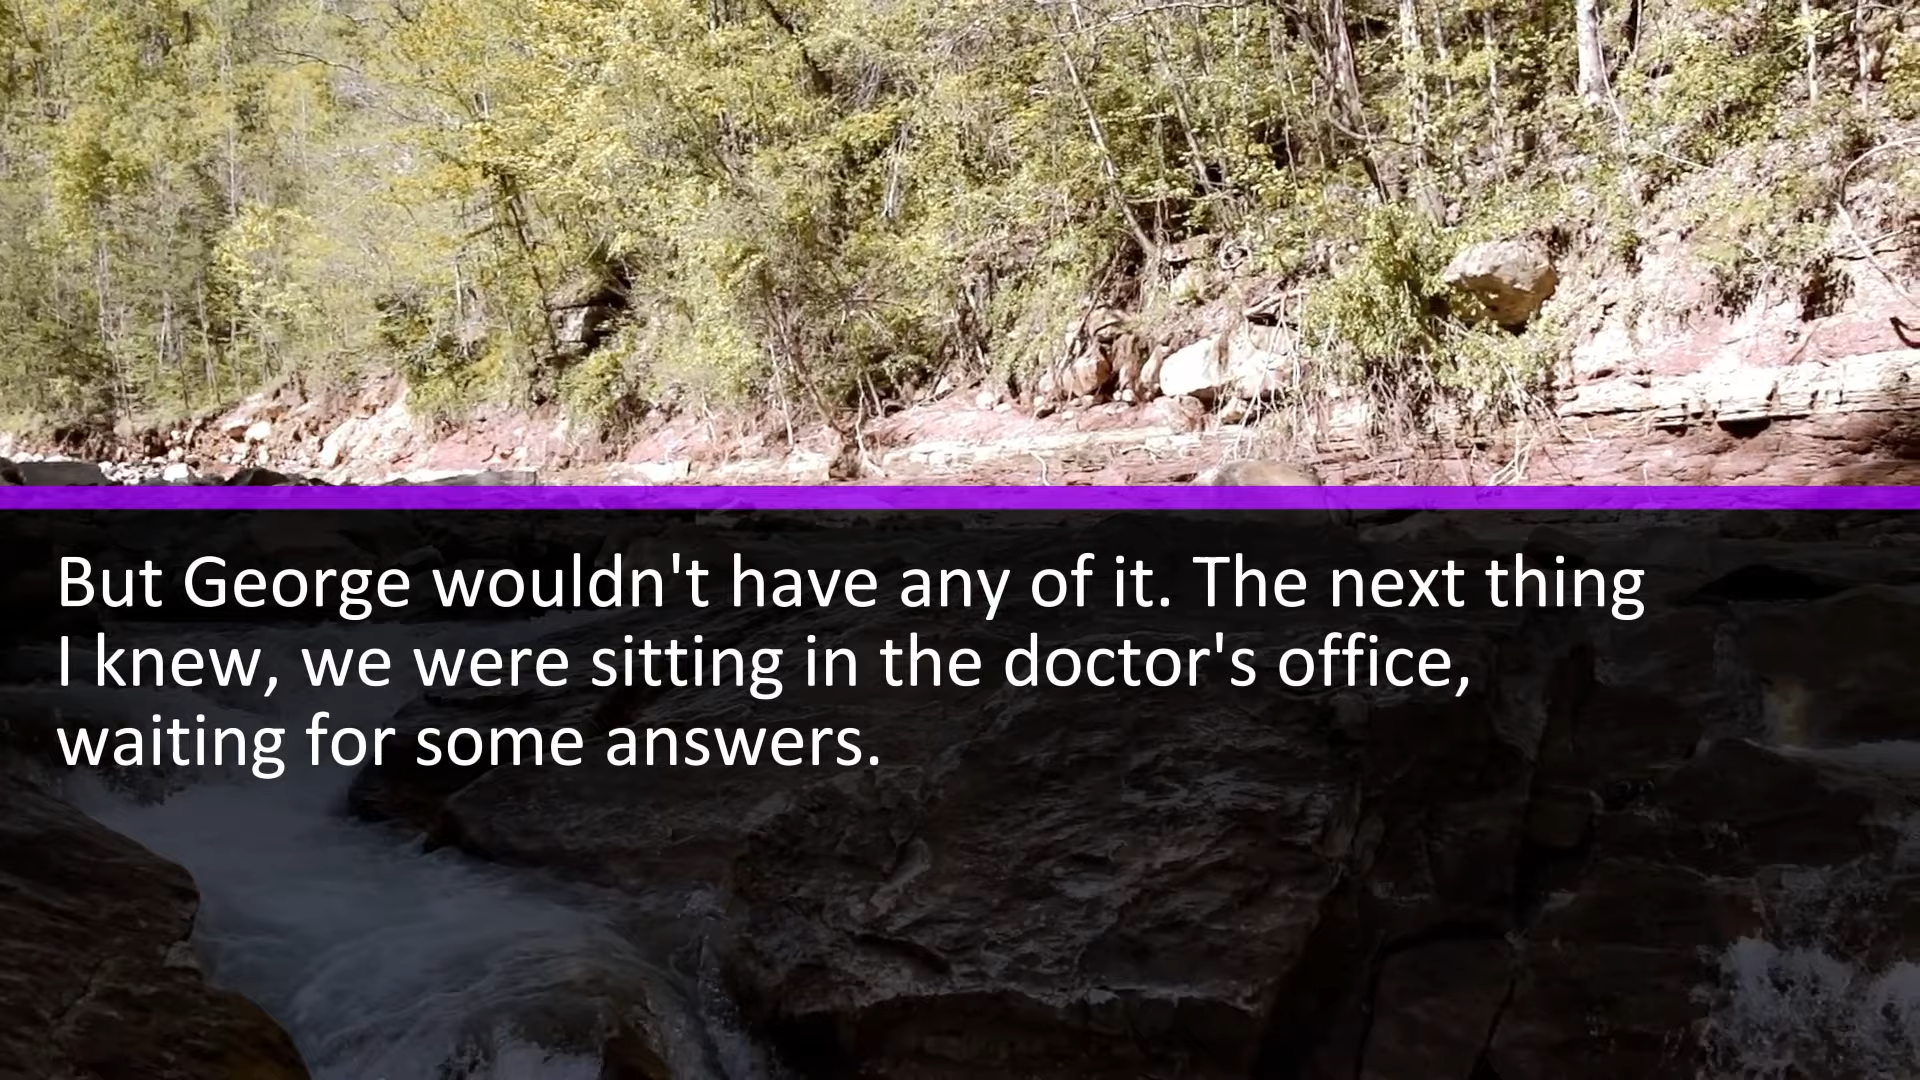 But George wouldn't have any of it. The next thing
I knew, we were sitting in the doctor's office,
waiting for some answers.